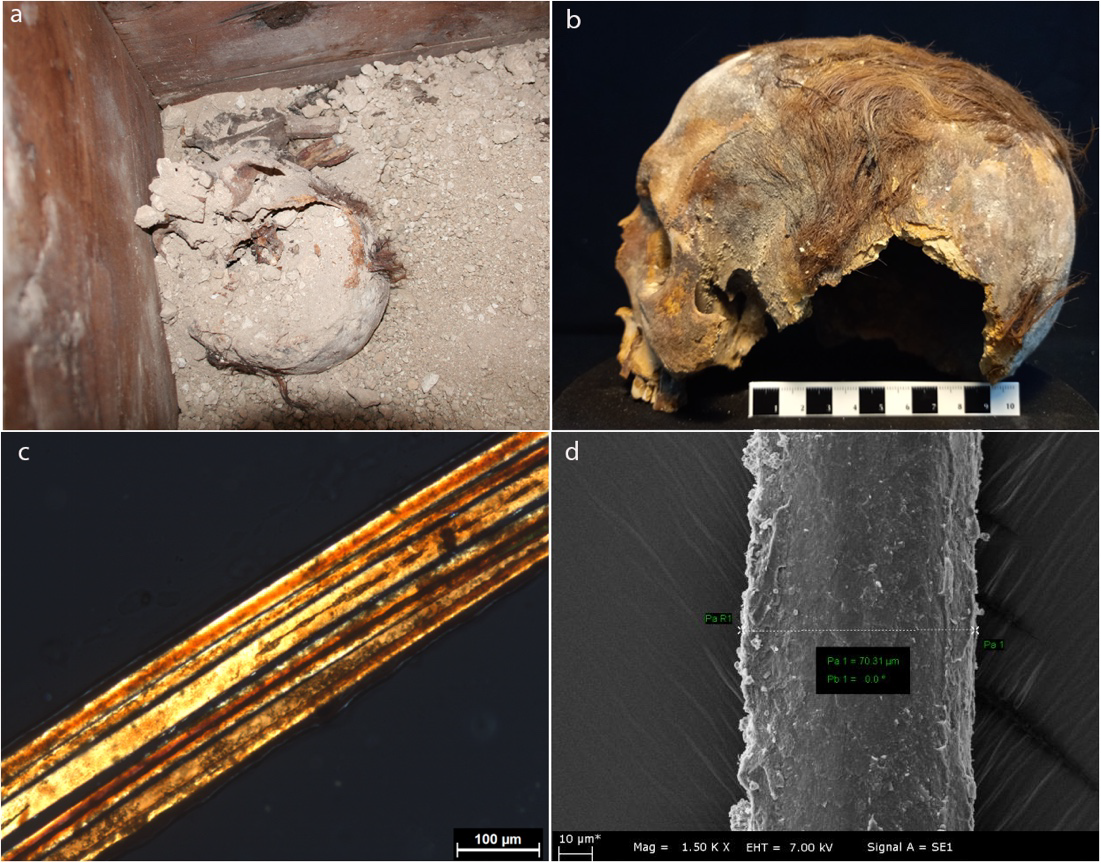 a
b
1 2 3 4 5 6 7 8 9 10
c
100 µm
d
Pa R1
Pa 1
Pa 1 = 70.31 µm
Pb 1 = 0.0 °
10 µm*
Mag = 1.50 K X EHT = 7.00 kV Signal A = SE1